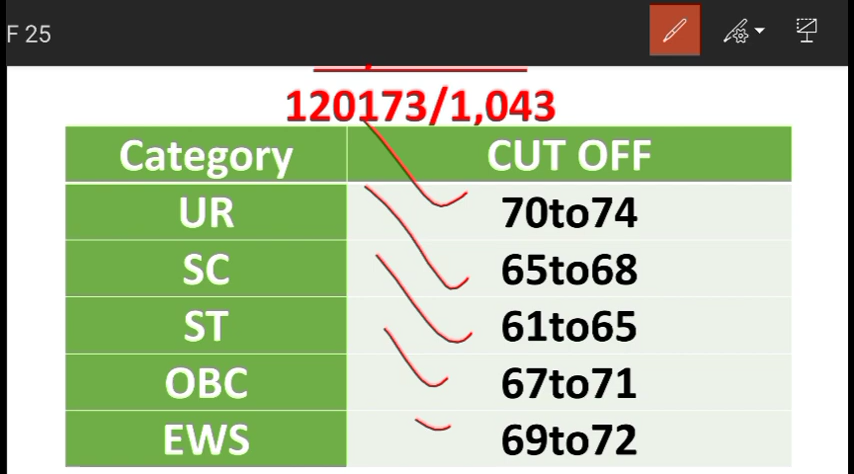 F 25
120173/1,043
Category CUT OFF
UR 70to74
SC 65to68
ST 61to65
OBC 67to71
EWS 69to72